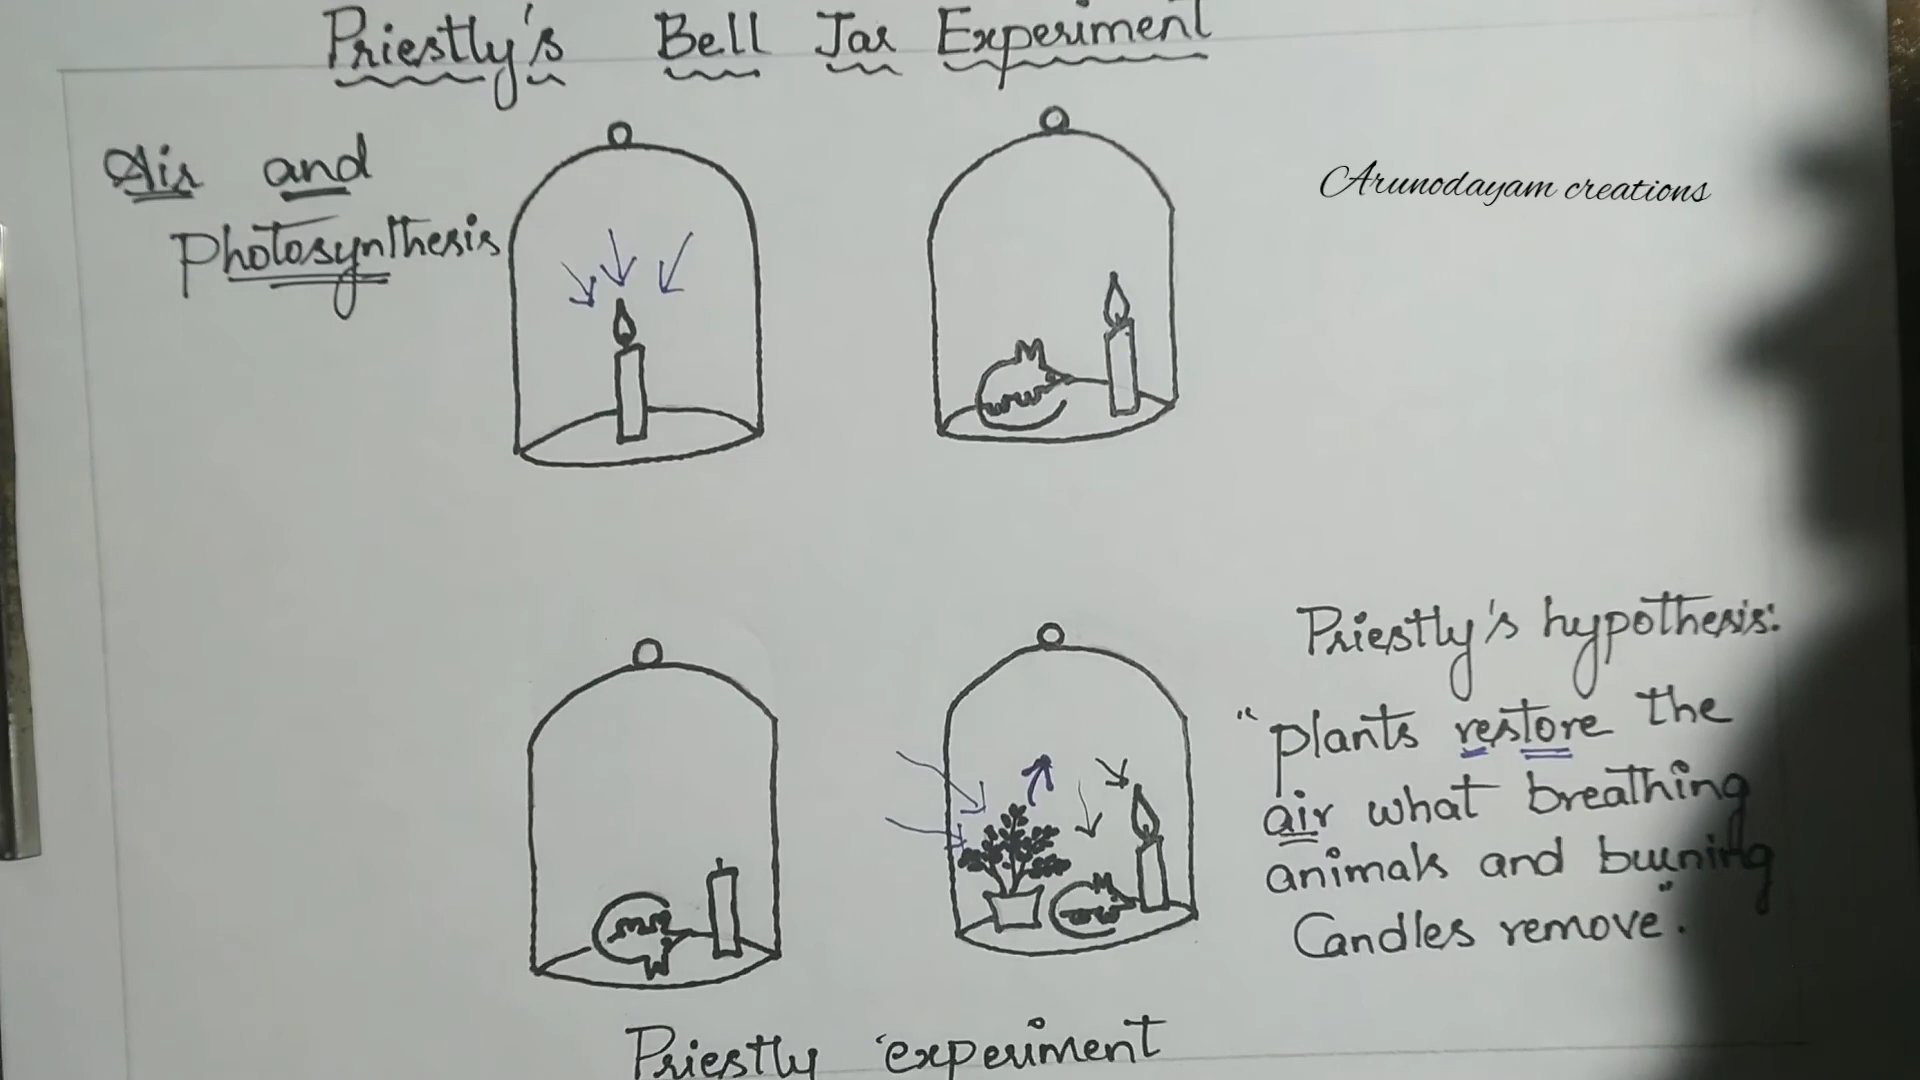 Priestly's Bell Jar Experiment
Air and
Photosynthesis
Arunodayam creations
Priestly's hypothesis:
"plants restore the
air what breathing
animals and burning
Candles remove".
Priestly experiment